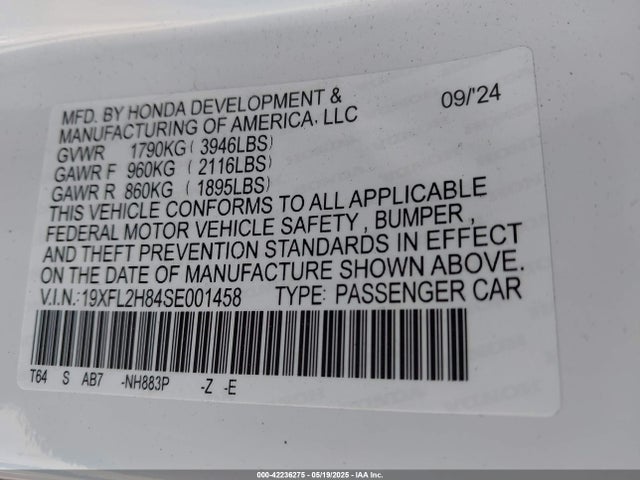 MFD. BY HONDA DEVELOPMENT & 09/'24
MANUFACTURING OF AMERICA, LLC
GVWR 1790KG ( 3946LBS)
GAWR F 960KG ( 2116LBS)
GAWR R 860KG ( 1895LBS)
THIS VEHICLE CONFORMS TO ALL APPLICABLE
FEDERAL MOTOR VEHICLE SAFETY , BUMPER ,
AND THEFT PREVENTION STANDARDS IN EFFECT
ON THE DATE OF MANUFACTURE SHOWN ABOVE.
V.I.N.:19XFL2H84SE001458 TYPE: PASSENGER CAR
T64 S AB7 -NH883P -Z -E
000-42236275 - 05/19/2025 - IAA Inc.